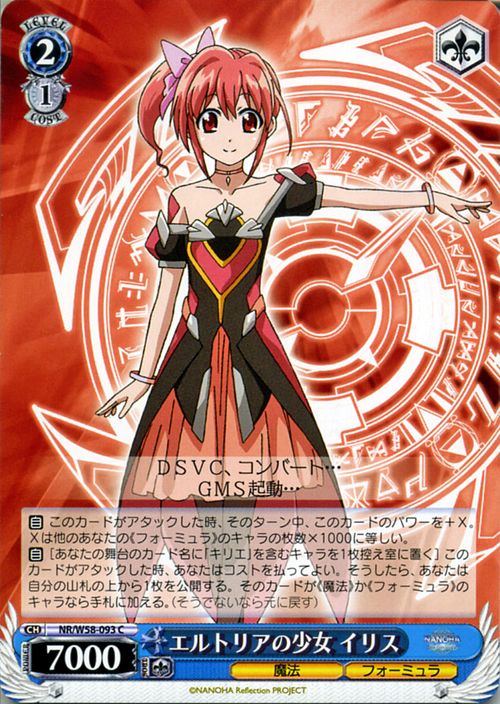 LEVEL
2
1
COST
DSVC、コンバート…
GMS起動…
自 このカードがアタックした時、そのターン中、このカードのパワーを＋X。
Xは他のあなたの《フォーミュラ》のキャラの枚数×1000に等しい。
自 ［あなたの舞台のカード名に「キリエ」を含むキャラを1枚控え室に置く］ このカ
ードがアタックした時、あなたはコストを払ってよい。そうしたら、あなたは
自分の山札の上から1枚を公開する。そのカードが《魔法》か《フォーミュラ》の
キャラなら手札に加える。（そうでないなら元に戻す）
CH NR/W58-093 C
エルトリアの少女 イリス
NANOHA
POWER
7000
SOUL
魔法
フォーミュラ
©NANOHA Reflection PROJECT